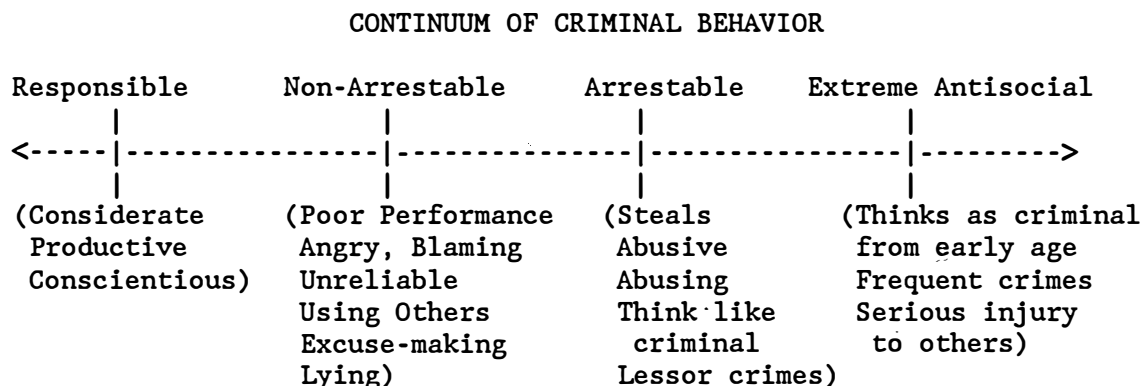 CONTINUUM OF CRIMINAL BEHAVIOR
Responsible Non-Arrestable Arrestable Extreme Antisocial
| | | |
<-----|----------------|--------------|---------------|--------->
| | | |
(Considerate (Poor Performance (Steals (Thinks as criminal
Productive Angry, Blaming Abusive from early age
Conscientious) Unreliable Abusing Frequent crimes
Using Others Think like Serious injury
Excuse-making criminal to others)
Lying) Lessor crimes)